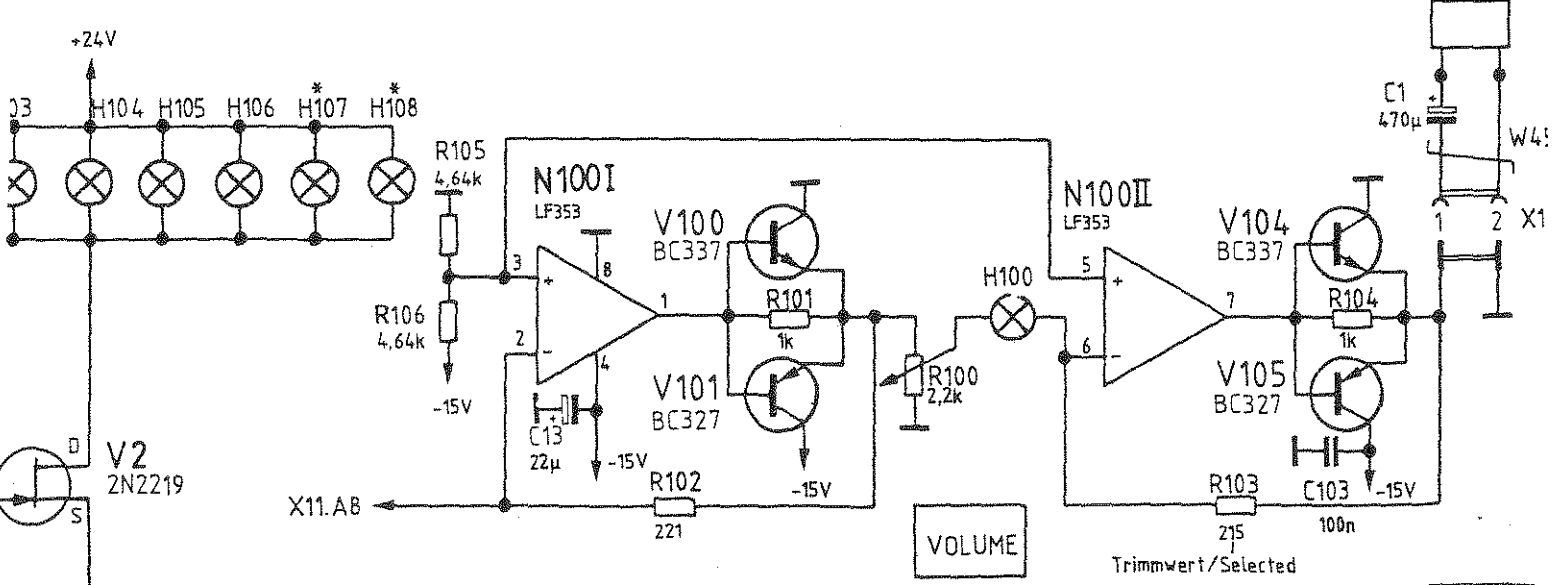 +24V
H104 H105 H106 H107 H108
* *
R105
4,64k
R106
4,64k
-15V
N100I
LF353
3
2
8
4
1
+
-
C13
22µ
+
-15V
V100
BC337
R101
1k
V101
BC327
-15V
X11.A8
R102
221
R100
2,2k
H100
VOLUME
N100II
LF353
5
6
7
+
-
V104
BC337
R104
1k
V105
BC327
C103
100n
-15V
R103
215
Trimmwert/Selected
C1
470µ
+
1 2
X1
D
S
V2
2N2219